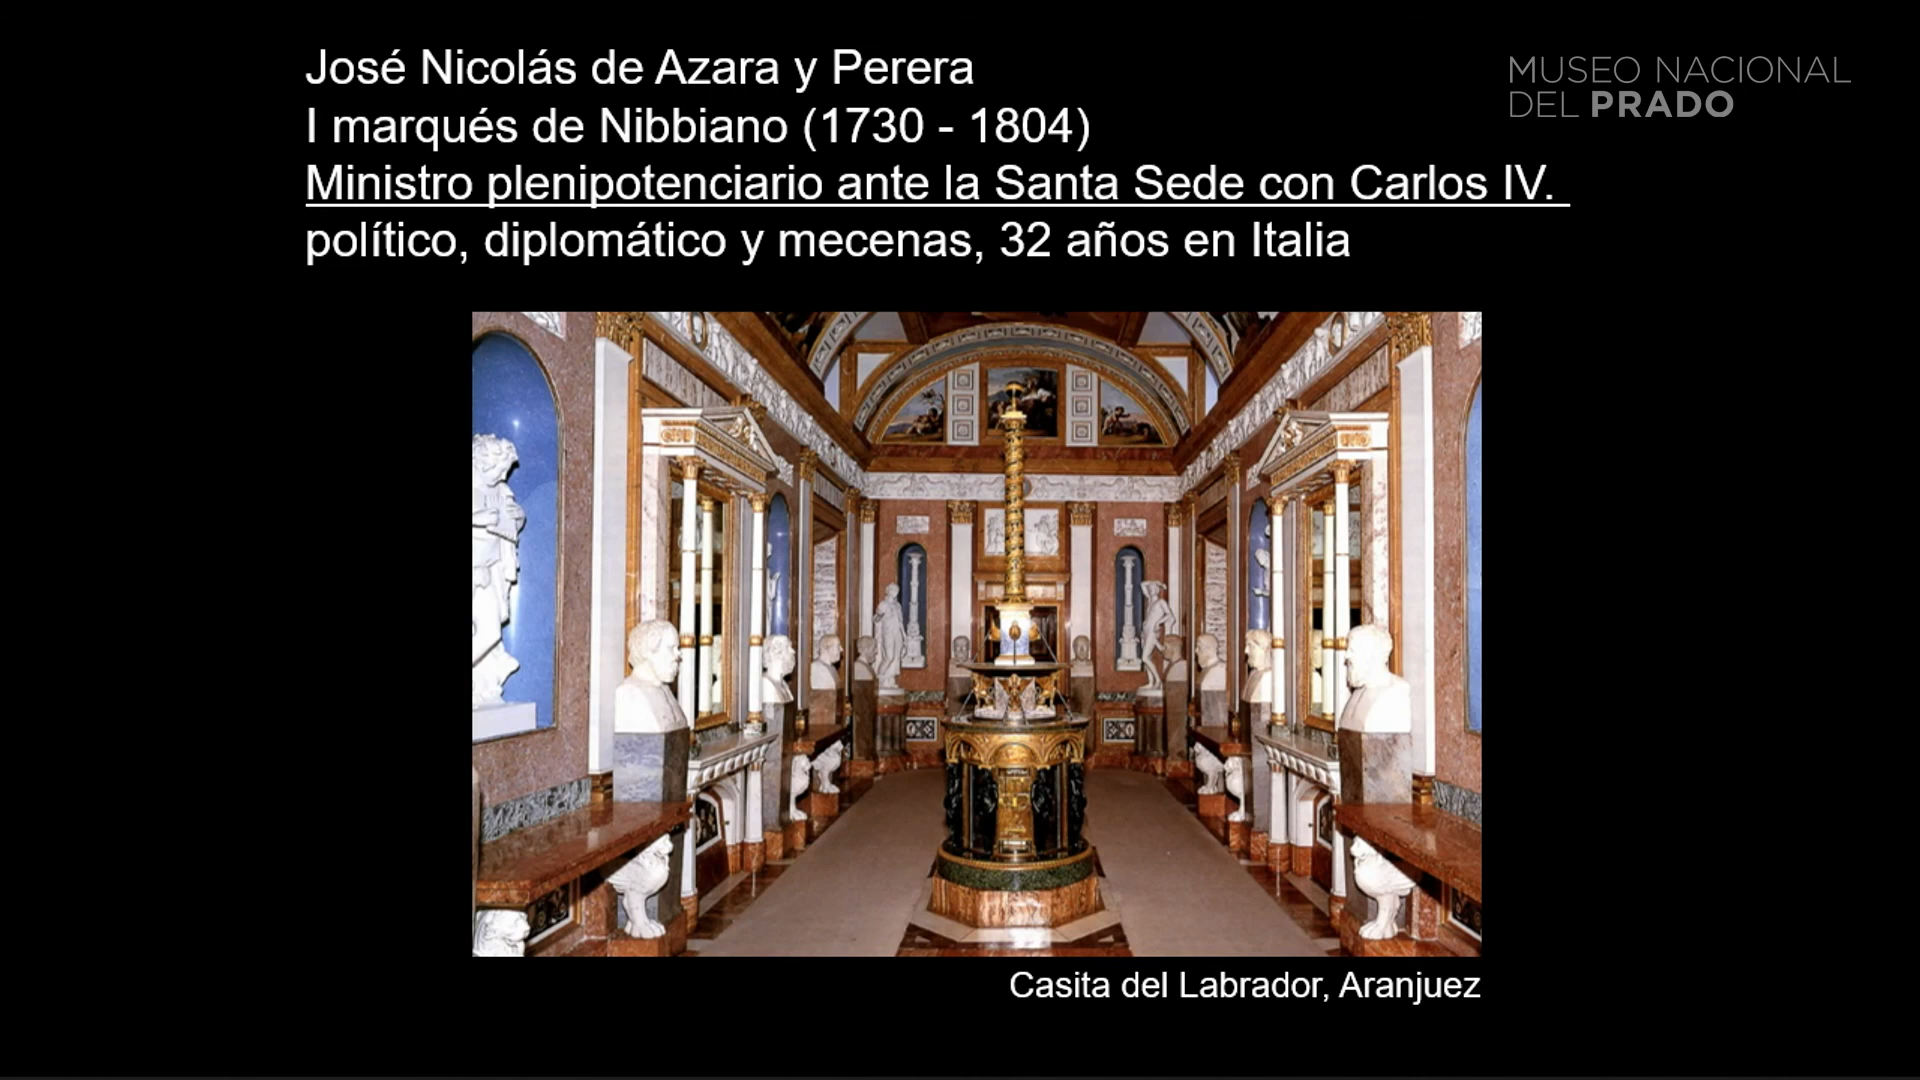 José Nicolás de Azara y Perera
I marqués de Nibbiano (1730 - 1804)
Ministro plenipotenciario ante la Santa Sede con Carlos IV.
político, diplomático y mecenas, 32 años en Italia
MUSEO NACIONAL
DEL PRADO
Casita del Labrador, Aranjuez